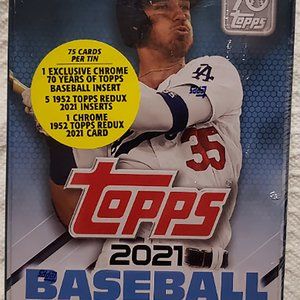 70
Topps
75 CARDS
PER TIN
1 EXCLUSIVE CHROME
70 YEARS OF TOPPS
BASEBALL INSERT
5 1952 TOPPS REDUX
2021 INSERTS
1 CHROME
1952 TOPPS REDUX
2021 CARD
LA
35
Topps
2021
BASEBALL